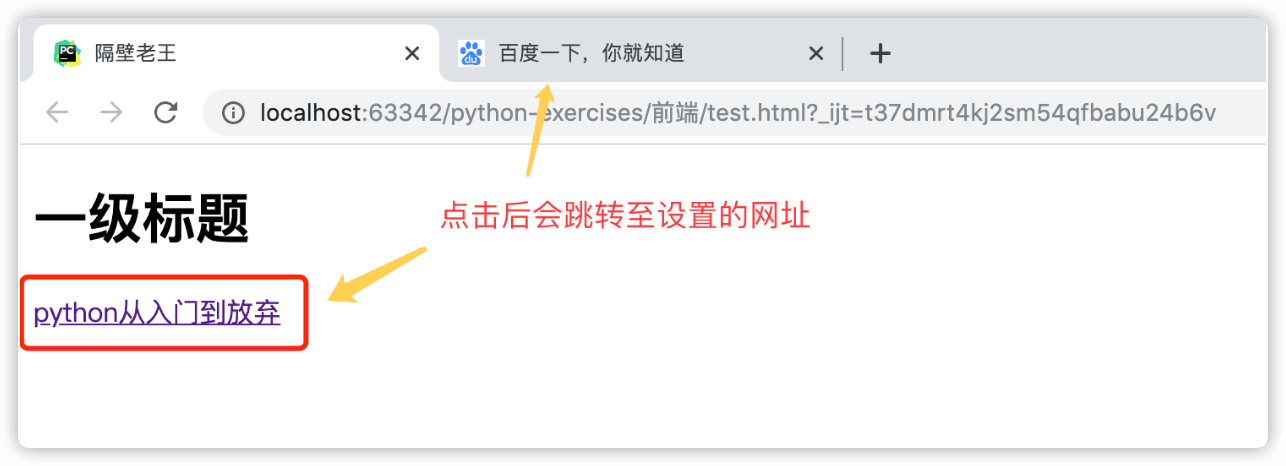 隔壁老王
百度一下，你就知道
localhost:63342/python-exercises/前端/test.html?_ijt=t37dmrt4kj2sm54qfbabu24b6v
一级标题
点击后会跳转至设置的网址
python从入门到放弃